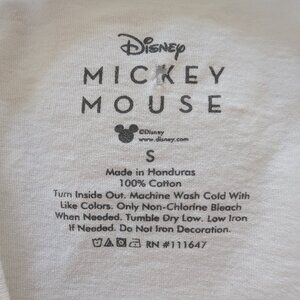 Disney
MICKEY
MOUSE
©Disney
www.disney.com
S
Made in Honduras
100% Cotton
Turn Inside Out. Machine Wash Cold With
Like Colors. Only Non-Chlorine Bleach
When Needed. Tumble Dry Low. Low Iron
If Needed. Do Not Iron Decoration.
RN #111647